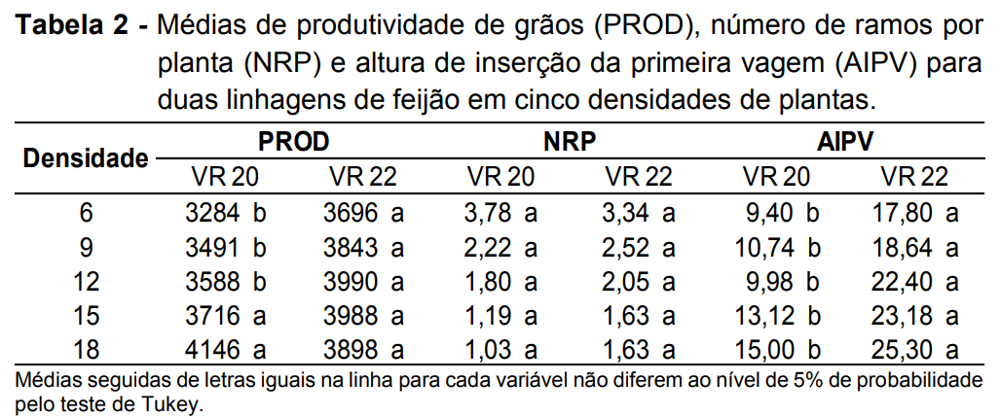 Tabela 2 - Médias de produtividade de grãos (PROD), número de ramos por
planta (NRP) e altura de inserção da primeira vagem (AIPV) para
duas linhagens de feijão em cinco densidades de plantas.
Densidade PROD NRP AIPV
VR 20 VR 22 VR 20 VR 22 VR 20 VR 22
6 3284 b 3696 a 3,78 a 3,34 a 9,40 b 17,80 a
9 3491 b 3843 a 2,22 a 2,52 a 10,74 b 18,64 a
12 3588 b 3990 a 1,80 a 2,05 a 9,98 b 22,40 a
15 3716 a 3988 a 1,19 a 1,63 a 13,12 b 23,18 a
18 4146 a 3898 a 1,03 a 1,63 a 15,00 b 25,30 a
Médias seguidas de letras iguais na linha para cada variável não diferem ao nível de 5% de probabilidade
pelo teste de Tukey.